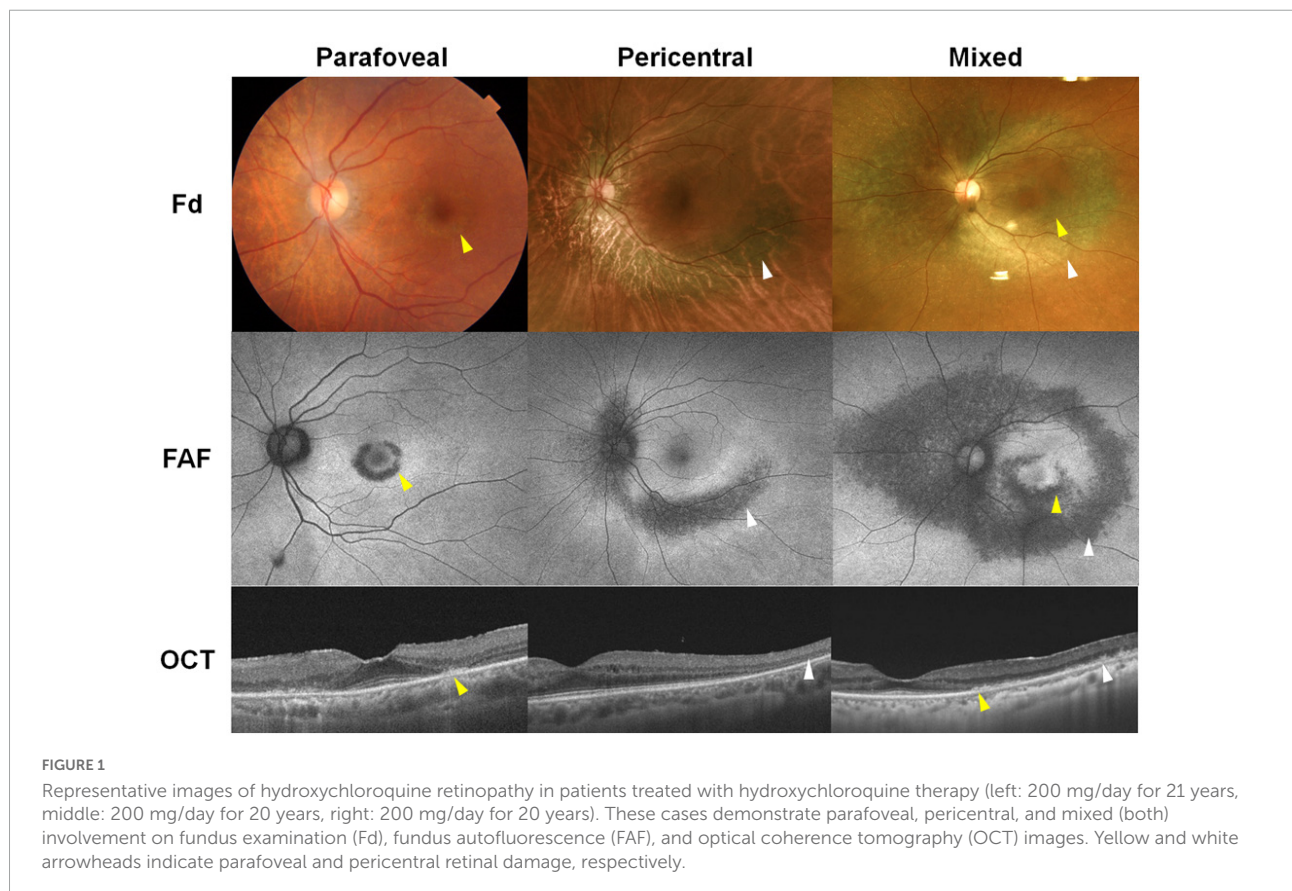 Parafoveal Pericentral Mixed
Fd
FAF
OCT
FIGURE 1
Representative images of hydroxychloroquine retinopathy in patients treated with hydroxychloroquine therapy (left: 200 mg/day for 21 years,
middle: 200 mg/day for 20 years, right: 200 mg/day for 20 years). These cases demonstrate parafoveal, pericentral, and mixed (both)
involvement on fundus examination (Fd), fundus autofluorescence (FAF), and optical coherence tomography (OCT) images. Yellow and white
arrowheads indicate parafoveal and pericentral retinal damage, respectively.